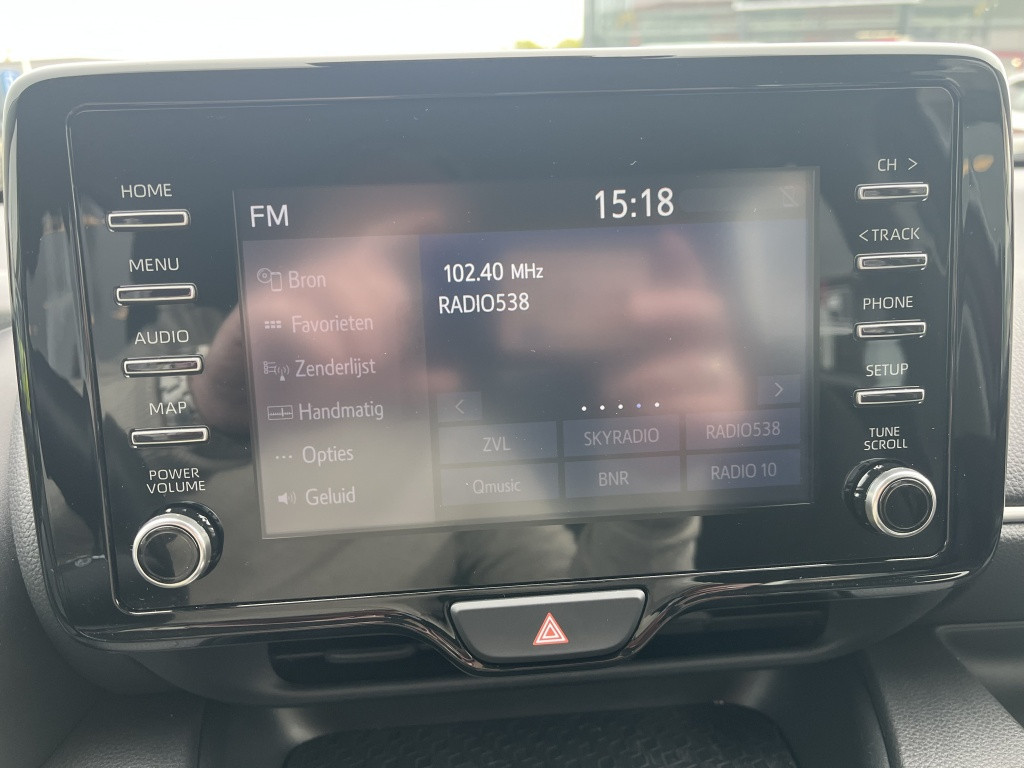 HOME
MENU
AUDIO
MAP
POWER
VOLUME
FM
15:18
Bron
Favorieten
Zenderlijst
Handmatig
Opties
Geluid
102.40 MHz
RADIO538
< >
ZVL SKYRADIO RADIO538
Qmusic BNR RADIO 10
CH >
< TRACK
PHONE
SETUP
TUNE
SCROLL